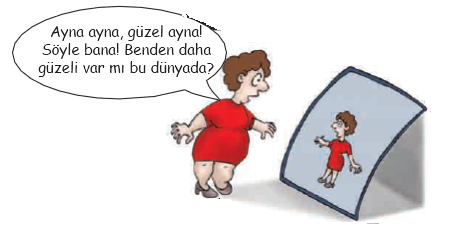 Ayna ayna, güzel ayna!
Söyle bana! Benden daha
güzeli var mı bu dünyada?